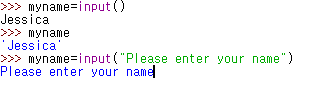 >>> myname=input()
Jessica
>>> myname
'Jessica'
>>> myname=input("Please enter your name")
Please enter your name